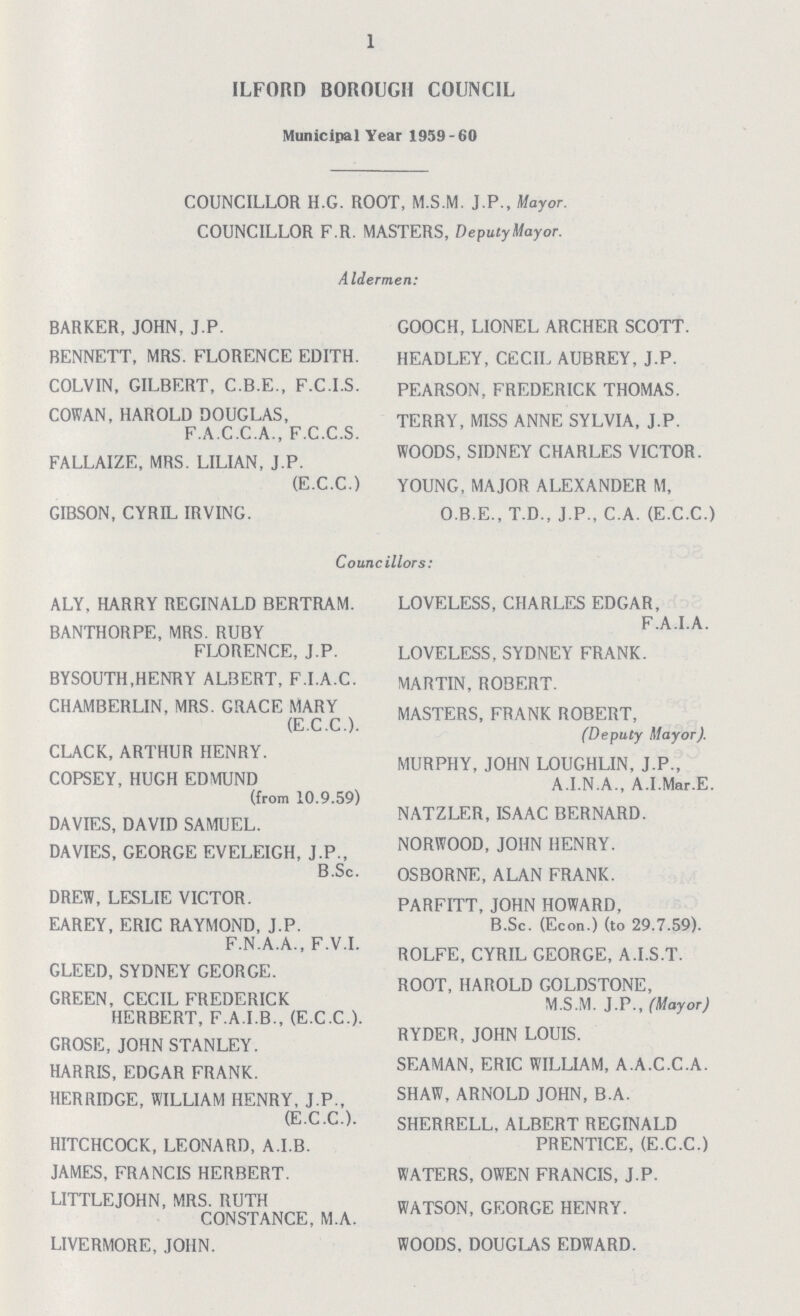 1
ILFORD BOROUGH COUNCIL
Municipal Year 1959-60
COUNCILLOR H.G. ROOT, M.S.M. J.P., Mayor.
COUNCILLOR F.R. MASTERS, Deputy Mayor.
Aldermen:
BARKER, JOHN, J.P.
BENNETT, MRS. FLORENCE EDITH.
COLVIN, GILBERT, C.B.E., F.C.I.S.
COWAN, HAROLD DOUGLAS,
F.A.C.C.A., F.C.C.S.
FALLAIZE, MRS. LILIAN, J.P.
(E.C.C.)
GIBSON, CYRIL IRVING.
GOOCH, LIONEL ARCHER SCOTT.
HEADLEY, CECIL AUBREY, J.P.
PEARSON, FREDERICK THOMAS.
TERRY, MISS ANNE SYLVIA, J.P.
WOODS, SIDNEY CHARLES VICTOR.
YOUNG, MAJOR ALEXANDER M,
O.B.E., T.D., J.P., C.A. (E.C.C.)
Councillors:
ALY, HARRY REGINALD BERTRAM.
BANTHORPE, MRS. RUBY
FLORENCE, J.P.
BYSOUTH,HENRY ALBERT, F.I.A.C.
CHAMBERLIN, MRS. GRACE MARY
(E.C.C.).
CLACK, ARTHUR HENRY.
COPSEY, HUGH EDMUND
(from 10.9.59)
DAVIES, DAVID SAMUEL.
DAVIES, GEORGE EVELEIGH, J.P.,
B.Sc.
DREW, LESLIE VICTOR.
EAREY, ERIC RAYMOND, J.P.
F.N.A.A., F.V.I.
GLEED, SYDNEY GEORGE.
GREEN, CECIL FREDERICK
HERBERT, F.A.I.B., (E.C.C.).
GROSE, JOHN STANLEY.
HARRIS, EDGAR FRANK.
HERRIDGE, WILLIAM HENRY, J.P.,
(E.C.C.).
HITCHCOCK, LEONARD, A.I.B.
JAMES, FRANCIS HERBERT.
LITTLEJOHN, MRS. RUTH
CONSTANCE, M.A.
LIVERMORE, JOHN.
LOVELESS, CHARLES EDGAR,
F.A.I.A.
LOVELESS, SYDNEY FRANK.
MARTIN, ROBERT.
MASTERS, FRANK ROBERT,
(Deputy Mayor).
MURPHY, JOHN LOUGHLIN, J.P.,
A.I.N.A., A.I.Mar.E.
NATZLER, ISAAC BERNARD.
NORWOOD, JOHN HENRY.
OSBORNE, ALAN FRANK.
PARFITT, JOHN HOWARD,
B.Sc. (Econ.) (to 29.7.59).
ROLFE, CYRIL GEORGE, A.I.S.T.
ROOT, HAROLD GOLDSTONE,
M.S.M. J.P., (Mayor)
RYDER, JOHN LOUIS.
SEAMAN, ERIC WILLIAM, A.A.C.C.A.
SHAW, ARNOLD JOHN, B.A.
SHERRELL, ALBERT REGINALD
PRENTICE, (E.C.C.)
WATERS, OWEN FRANCIS, J.P.
WATSON, GEORGE HENRY.
WOODS, DOUGLAS EDWARD.